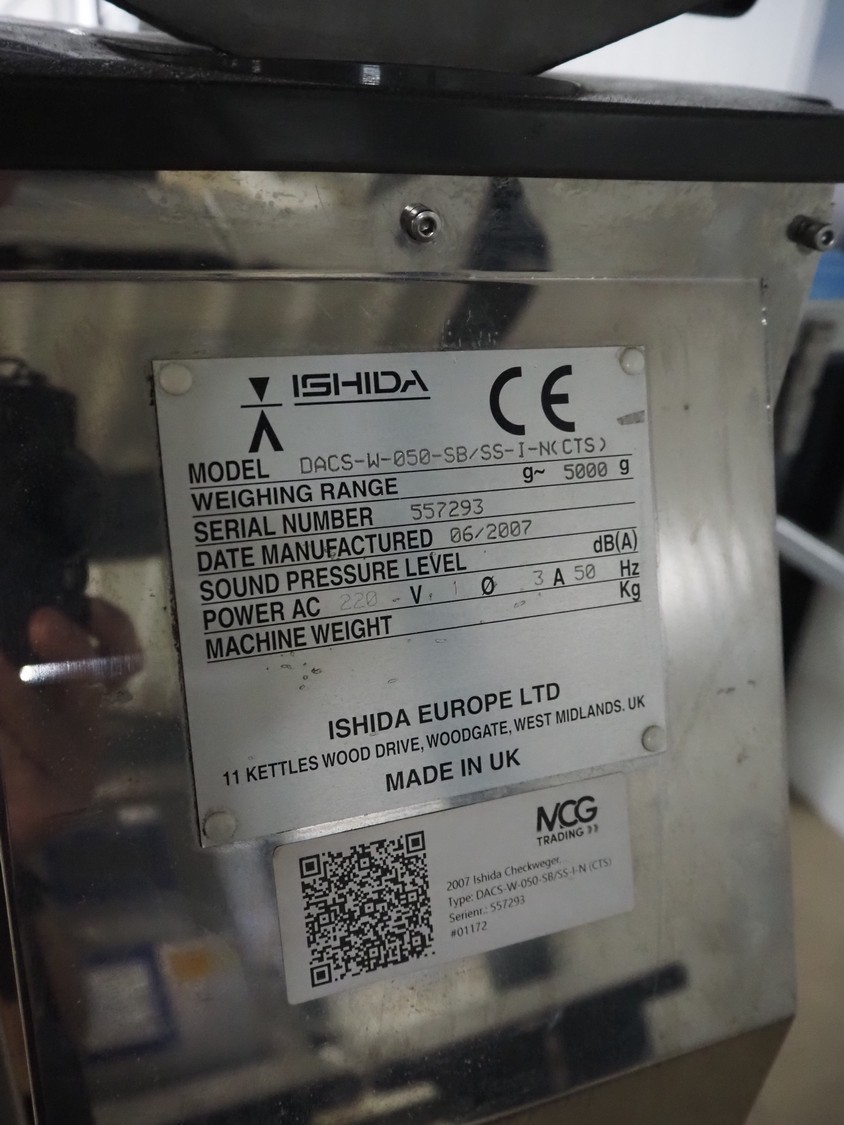 ISHIDA CE
MODEL DACS-W-050-SB/SS-I-N(CTS)
WEIGHING RANGE g~ 5000 g
SERIAL NUMBER 557293
DATE MANUFACTURED 06/2007
SOUND PRESSURE LEVEL dB(A)
POWER AC 220 - V. 1 Ø 3 A 50 Hz
MACHINE WEIGHT Kg
ISHIDA EUROPE LTD
11 KETTLES WOOD DRIVE, WOODGATE, WEST MIDLANDS. UK
MADE IN UK
MCG
TRADING
2007 Ishida Checkweger, .
Type: DACS-W-050-SB/SS-I-N (CTS)
Serienr.: 557293
#01172